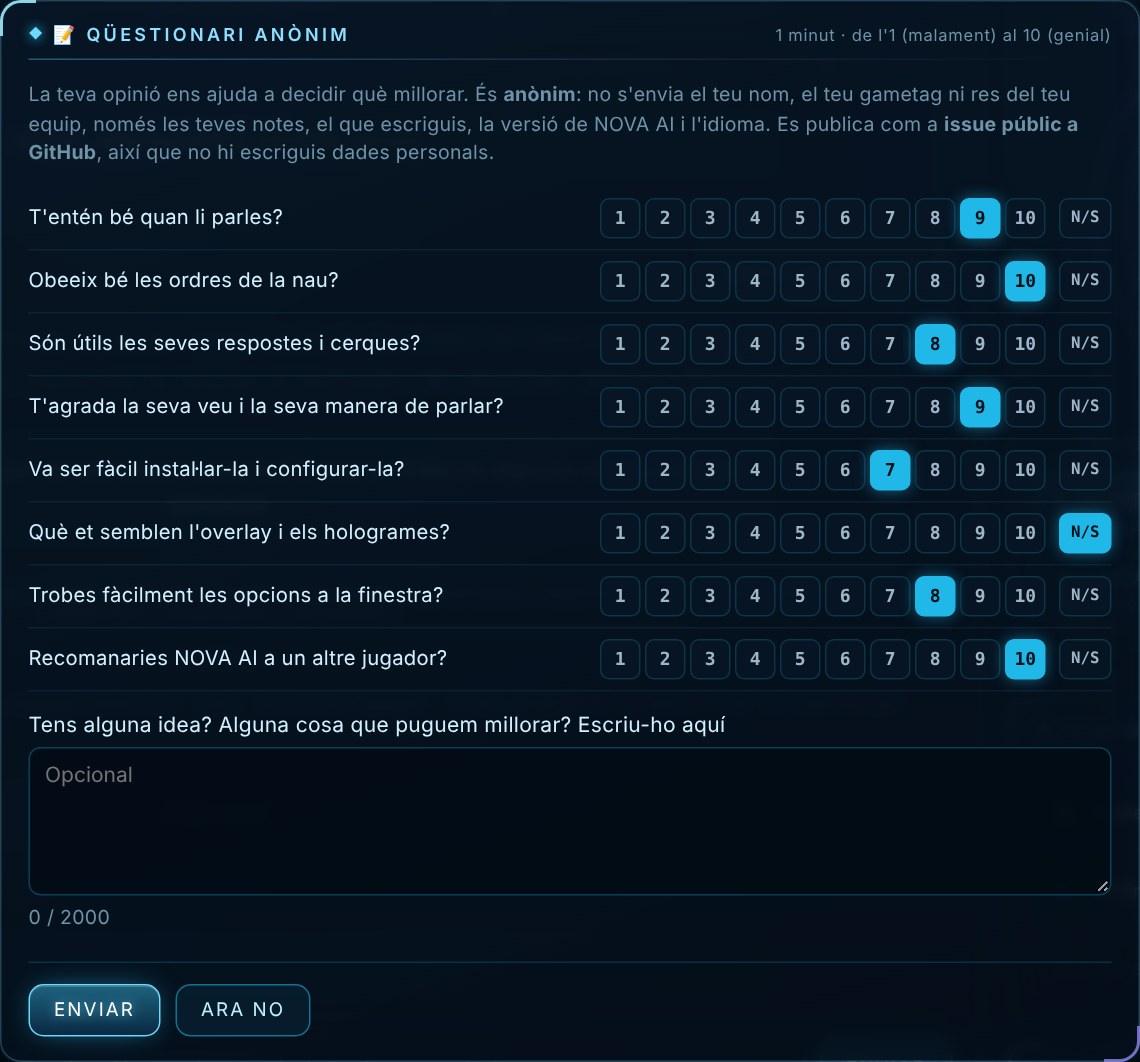 📝 QÜESTIONARI ANÒNIM 1 minut · de l'1 (malament) al 10 (genial)
La teva opinió ens ajuda a decidir què millorar. És anònim: no s'envia el teu nom, el teu gametag ni res del teu
equip, només les teves notes, el que escriguis, la versió de NOVA AI i l'idioma. Es publica com a issue públic a
GitHub, així que no hi escriguis dades personals.
T'entén bé quan li parles? 1 2 3 4 5 6 7 8 9 10 N/S
Obeeix bé les ordres de la nau? 1 2 3 4 5 6 7 8 9 10 N/S
Són útils les seves respostes i cerques? 1 2 3 4 5 6 7 8 9 10 N/S
T'agrada la seva veu i la seva manera de parlar? 1 2 3 4 5 6 7 8 9 10 N/S
Va ser fàcil instal·lar-la i configurar-la? 1 2 3 4 5 6 7 8 9 10 N/S
Què et semblen l'overlay i els hologrames? 1 2 3 4 5 6 7 8 9 10 N/S
Trobes fàcilment les opcions a la finestra? 1 2 3 4 5 6 7 8 9 10 N/S
Recomanaries NOVA AI a un altre jugador? 1 2 3 4 5 6 7 8 9 10 N/S
Tens alguna idea? Alguna cosa que puguem millorar? Escriu-ho aquí
Opcional
0 / 2000
ENVIAR ARA NO